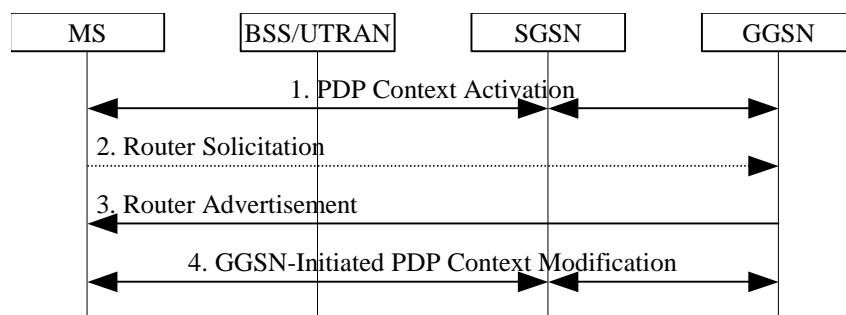 MS BSS/UTRAN SGSN GGSN
1. PDP Context Activation
2. Router Solicitation
3. Router Advertisement
4. GGSN-Initiated PDP Context Modification